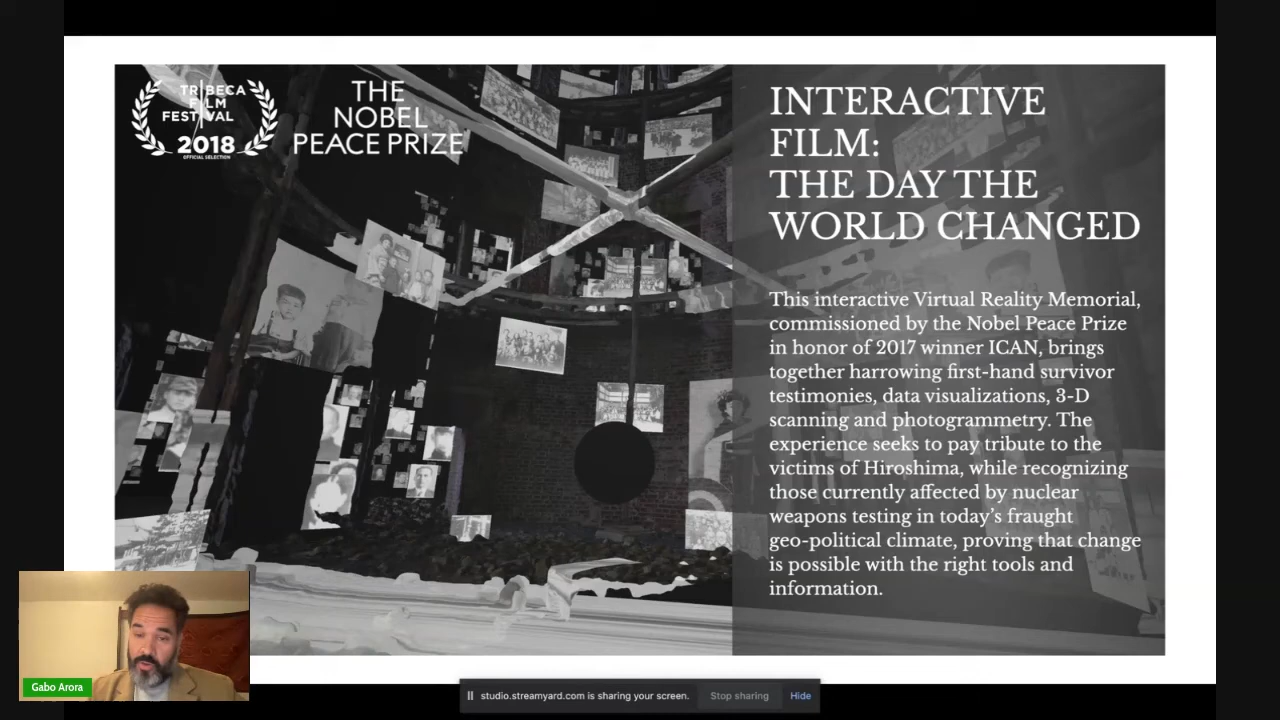 TRIBECA
FILM
FESTIVAL
2018
OFFICIAL SELECTION
THE
NOBEL
PEACE PRIZE
INTERACTIVE
FILM:
THE DAY THE
WORLD CHANGED
This interactive Virtual Reality Memorial,
commissioned by the Nobel Peace Prize
in honor of 2017 winner ICAN, brings
together harrowing first-hand survivor
testimonies, data visualizations, 3-D
scanning and photogrammetry. The
experience seeks to pay tribute to the
victims of Hiroshima, while recognizing
those currently affected by nuclear
weapons testing in today’s fraught
geo-political climate, proving that change
is possible with the right tools and
information.
Gabo Arora
studio.streamyard.com is sharing your screen.
Stop sharing
Hide